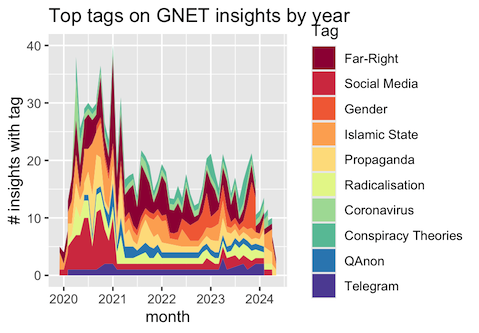 Top tags on GNET insights by year
# insights with tag
40
30
20
10
0
2020
2021
2022
2023
2024
month
Tag
Far-Right
Social Media
Gender
Islamic State
Propaganda
Radicalisation
Coronavirus
Conspiracy Theories
QAnon
Telegram